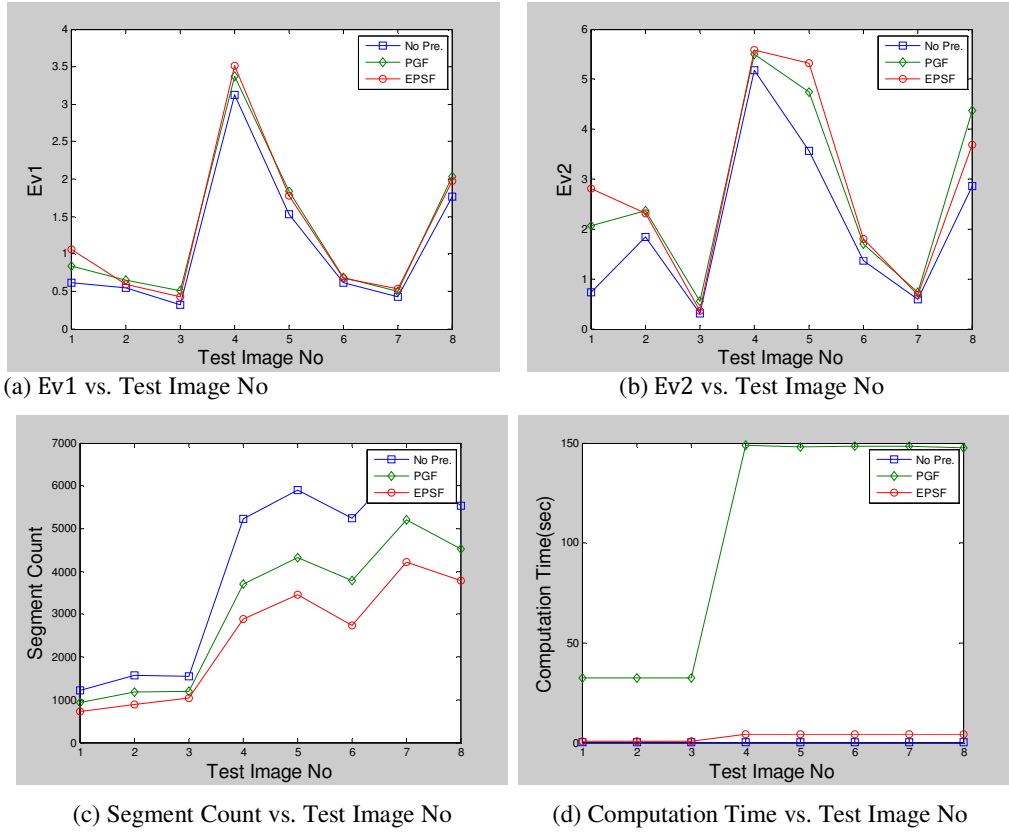 4
3.5
3
2.5
2
1.5
1
0.5
0
Ev1
1 2 3 4 5 6 7 8
Test Image No
No Pre.
PGF
EPSF
(a) Ev1 vs. Test Image No
6
5
4
3
2
1
0
Ev2
1 2 3 4 5 6 7 8
Test Image No
No Pre.
PGF
EPSF
(b) Ev2 vs. Test Image No
7000
6000
5000
4000
3000
2000
1000
0
Segment Count
1 2 3 4 5 6 7 8
Test Image No
No Pre.
PGF
EPSF
(c) Segment Count vs. Test Image No
150
100
50
0
Computation Time(sec)
1 2 3 4 5 6 7 8
Test Image No
No Pre.
PGF
EPSF
(d) Computation Time vs. Test Image No